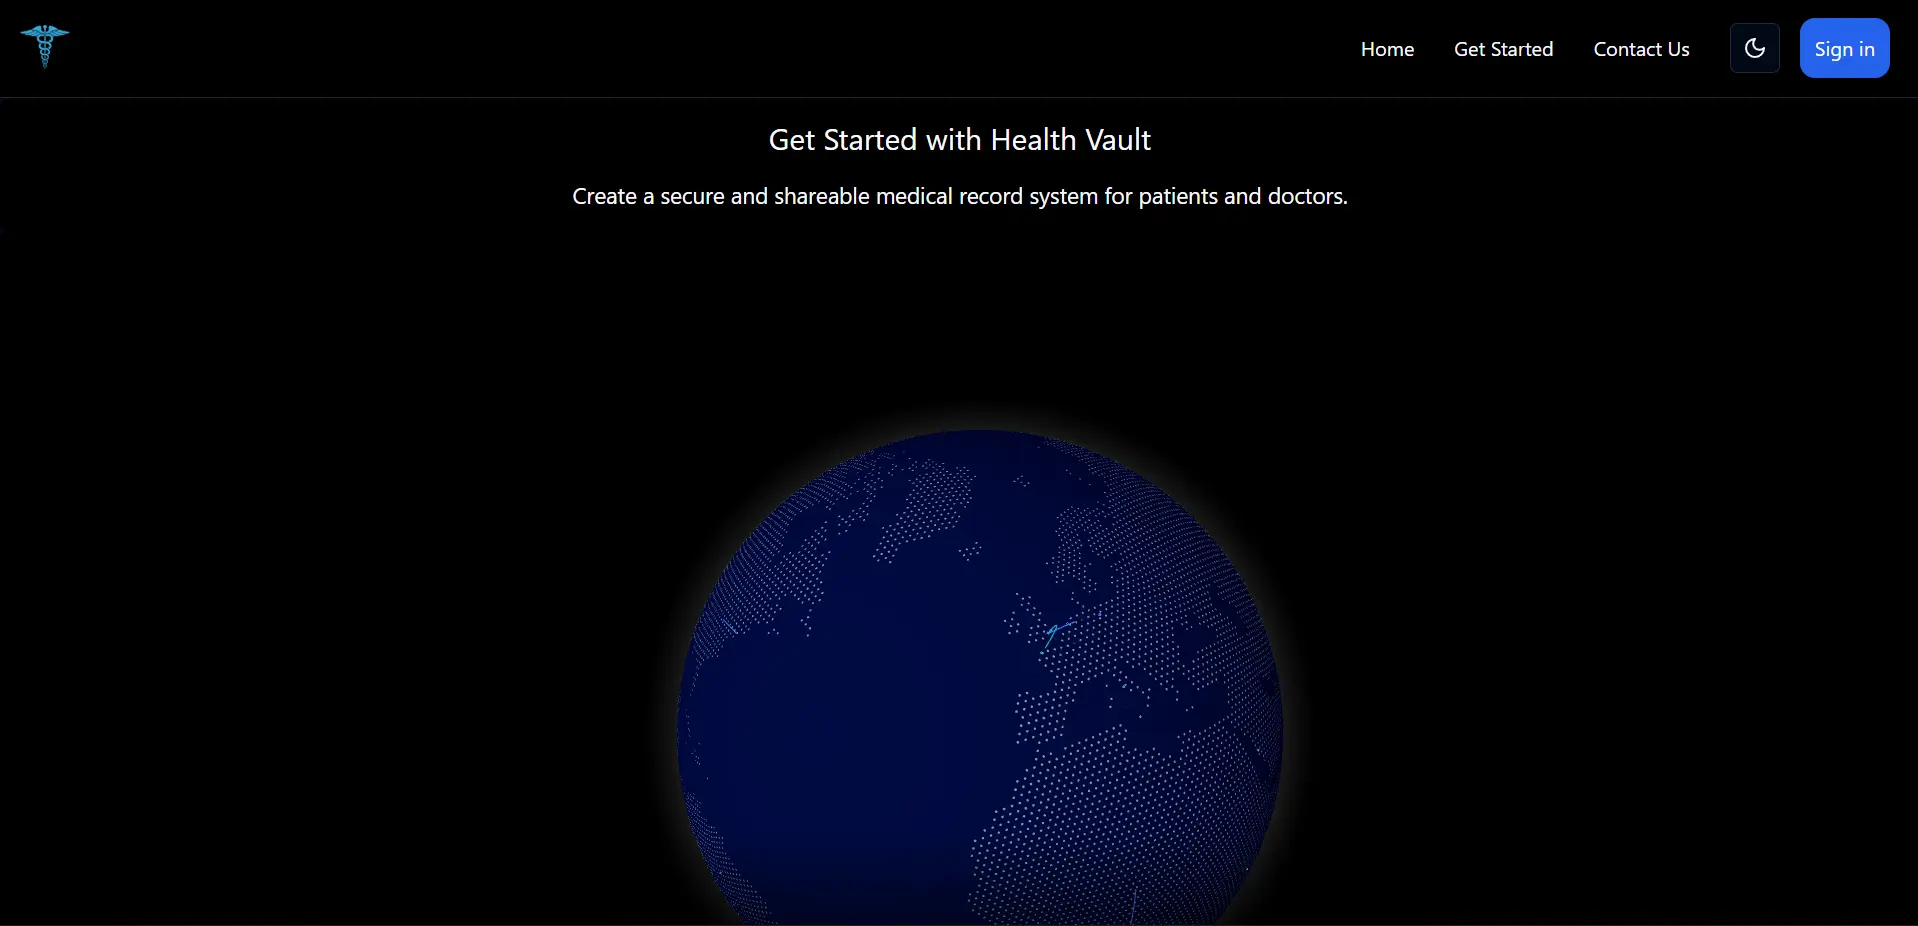 Home
Get Started
Contact Us
Sign in
Get Started with Health Vault
Create a secure and shareable medical record system for patients and doctors.